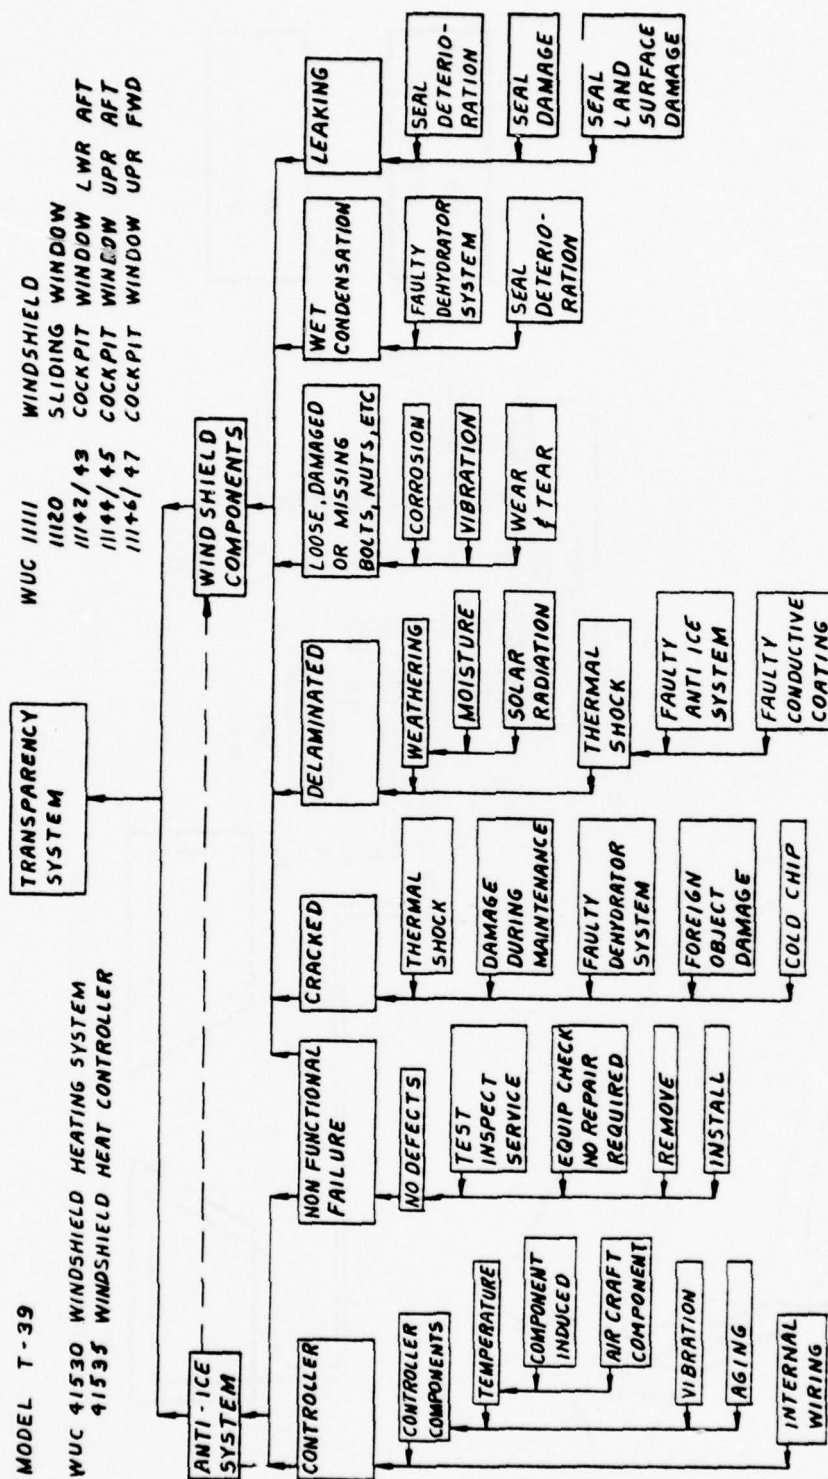 MODEL T-39
WUC 41530 WINDSHIELD HEATING SYSTEM
41535 WINDSHIELD HEAT CONTROLLER
WUC 11111 WINDSHIELD
11120 SLIDING WINDOW
11142/43 COCKPIT WINDOW LWR AFT
11144/45 COCKPIT WINDOW UPR AFT
11146/47 COCKPIT WINDOW UPR FWD
TRANSPARENCY
SYSTEM
ANTI-ICE
SYSTEM
WINDSHIELD
COMPONENTS
CONTROLLER
CONTROLLER
COMPONENTS
TEMPERATURE
COMPONENT
INDUCED
AIR CRAFT
COMPONENT
VIBRATION
AGING
INTERNAL
WIRING
NON FUNCTIONAL
FAILURE
NO DEFECTS
TEST
INSPECT
SERVICE
EQUIP CHECK
NO REPAIR
REQUIRED
REMOVE
INSTALL
CRACKED
THERMAL
SHOCK
DAMAGE
DURING
MAINTENANCE
FAULTY
DEHYDRATOR
SYSTEM
FOREIGN
OBJECT
DAMAGE
COLD CHIP
DELAMINATED
WEATHERING
MOISTURE
SOLAR
RADIATION
THERMAL
SHOCK
FAULTY
ANTI ICE
SYSTEM
FAULTY
CONDUCTIVE
COATING
LOOSE, DAMAGED
OR MISSING
BOLTS, NUTS, ETC
CORROSION
VIBRATION
WEAR
& TEAR
WET
CONDENSATION
FAULTY
DEHYDRATOR
SYSTEM
SEAL
DETERIO-
RATION
LEAKING
SEAL
DETERIO-
RATION
SEAL
DAMAGE
SEAL
LAND
SURFACE
DAMAGE